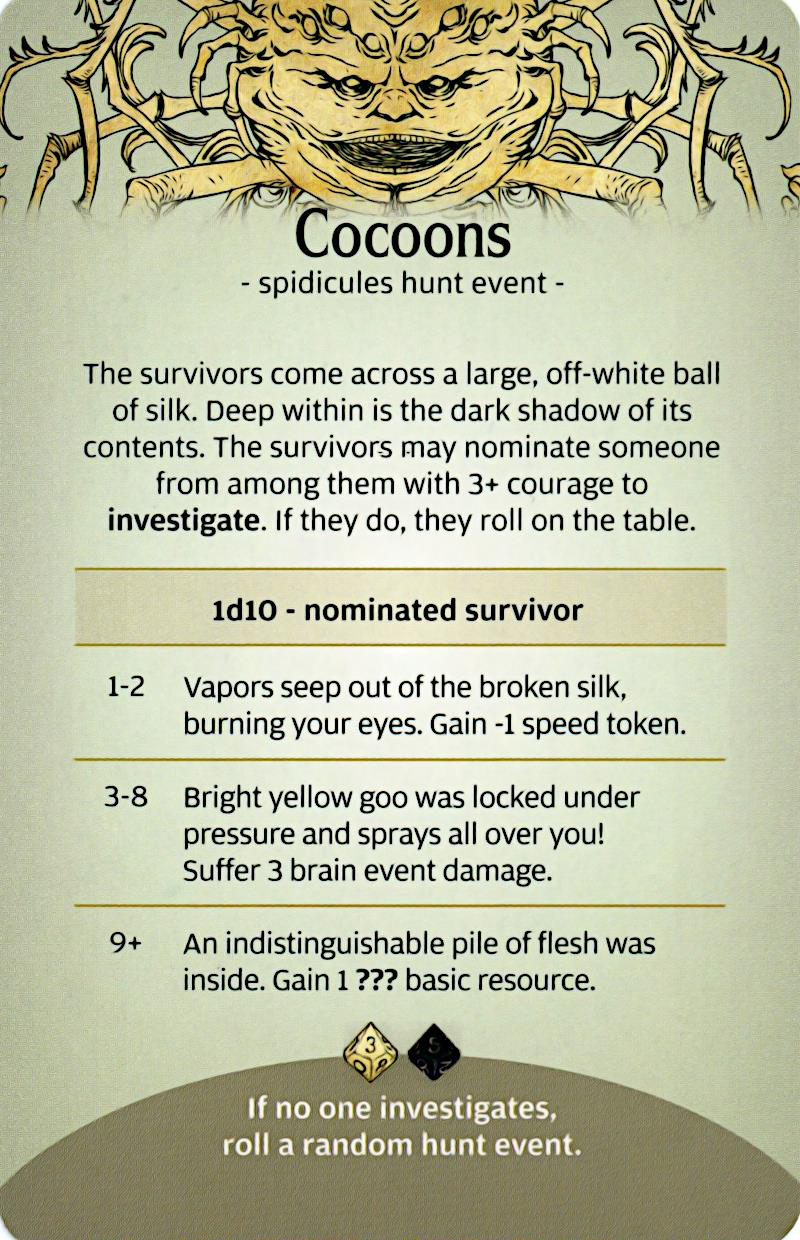 Cocoons
- spidicules hunt event -
The survivors come across a large, off-white ball
of silk. Deep within is the dark shadow of its
contents. The survivors may nominate someone
from among them with 3+ courage to
investigate. If they do, they roll on the table.
1d10 - nominated survivor
1-2 Vapors seep out of the broken silk,
burning your eyes. Gain -1 speed token.
3-8 Bright yellow goo was locked under
pressure and sprays all over you!
Suffer 3 brain event damage.
9+ An indistinguishable pile of flesh was
inside. Gain 1 ??? basic resource.
3 5
If no one investigates,
roll a random hunt event.